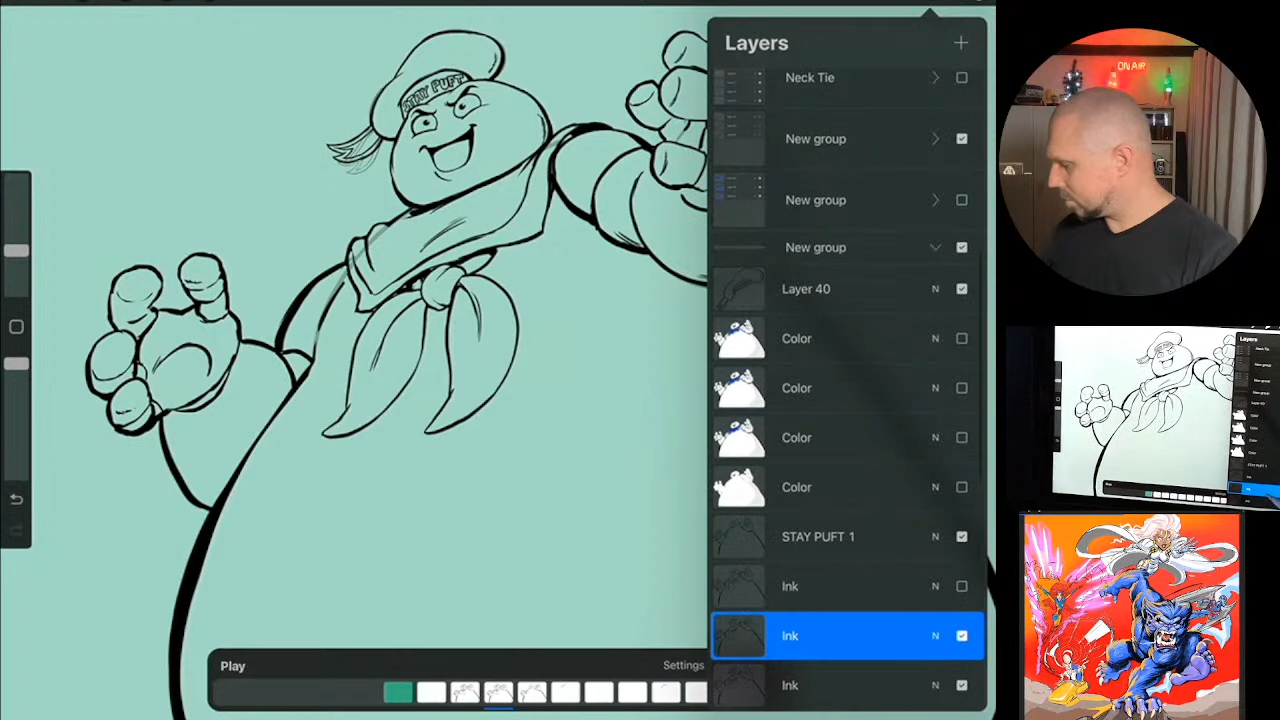 Layers
Neck Tie
New group
New group
New group
Layer 40
N
Color
N
Color
N
Color
N
Color
N
STAY PUFT 1
N
Ink
N
Ink
N
Ink
N
STAY PUFT
Play
Settings
ON AIR
Layers